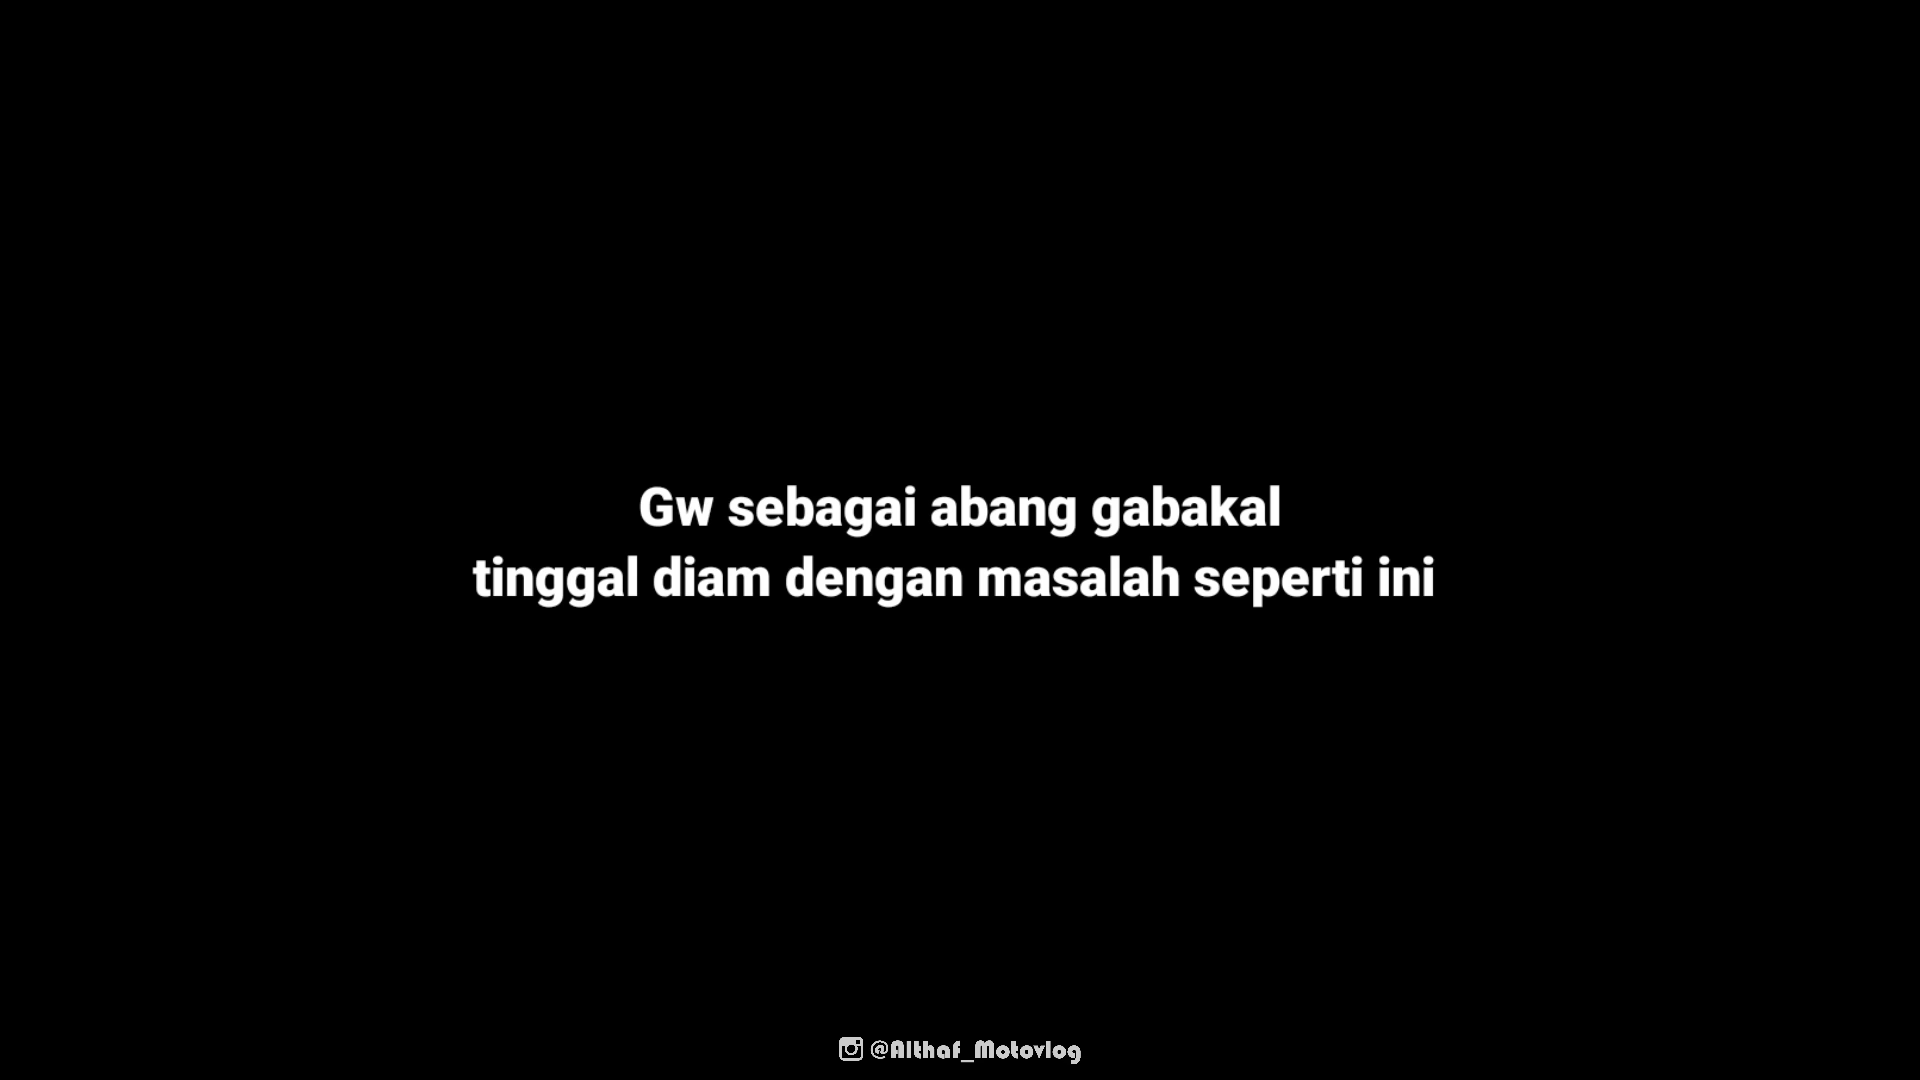 Gw sebagai abang gabakal
tinggal diam dengan masalah seperti ini
@Althaf_Motovlog